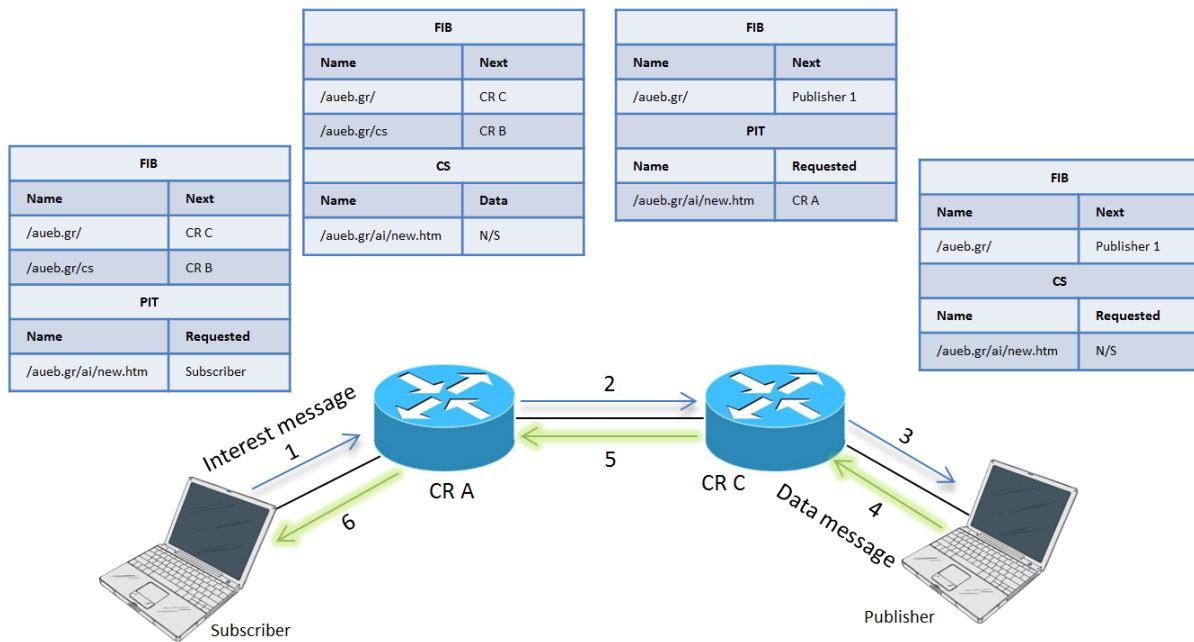 FIB
Name Next
/aueb.gr/ CR C
/aueb.gr/cs CR B
PIT
Name Requested
/aueb.gr/ai/new.htm Subscriber
FIB
Name Next
/aueb.gr/ CR C
/aueb.gr/cs CR B
CS
Name Data
/aueb.gr/ai/new.htm N/S
FIB
Name Next
/aueb.gr/ Publisher 1
PIT
Name Requested
/aueb.gr/ai/new.htm CR A
FIB
Name Next
/aueb.gr/ Publisher 1
CS
Name Requested
/aueb.gr/ai/new.htm N/S
Interest message
1
2
3
4
5
6
CR A
CR C
Data message
Subscriber
Publisher